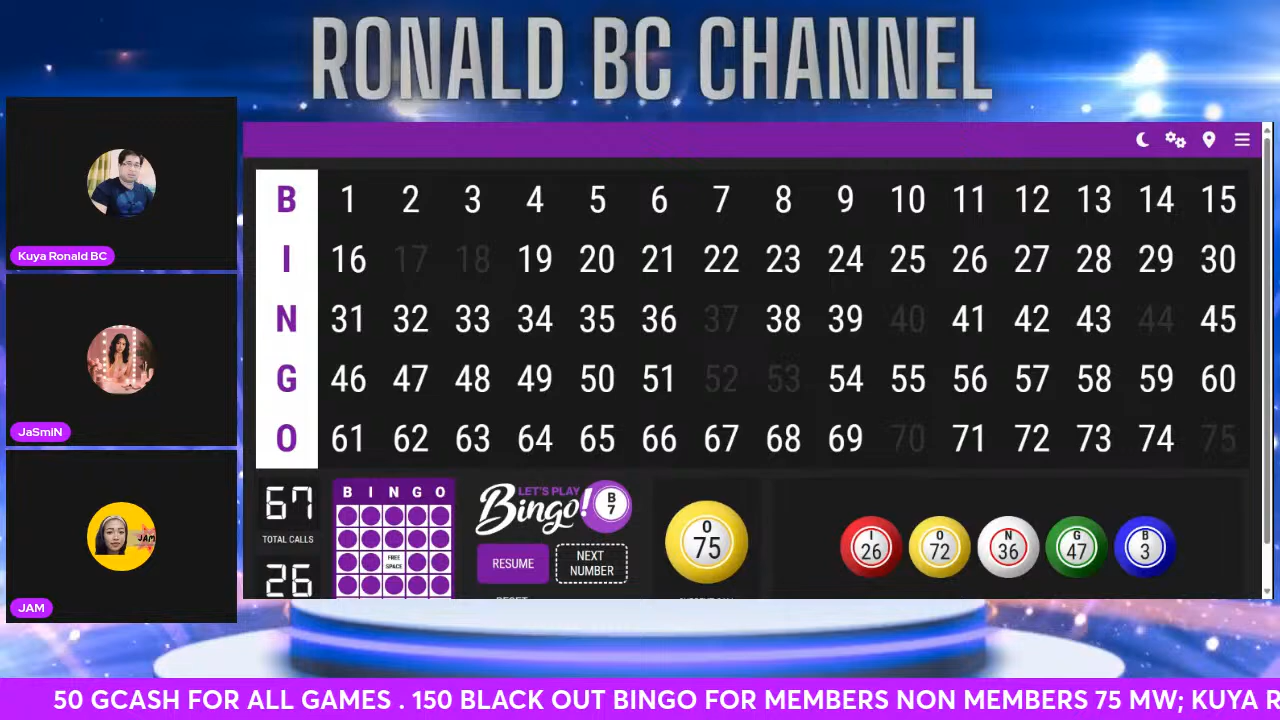 RONALD BC CHANNEL
Kuya Ronald BC
JaSmiN
JAM
B 1 2 3 4 5 6 7 8 9 10 11 12 13 14 15
I 16 17 18 19 20 21 22 23 24 25 26 27 28 29 30
N 31 32 33 34 35 36 37 38 39 40 41 42 43 44 45
G 46 47 48 49 50 51 52 53 54 55 56 57 58 59 60
O 61 62 63 64 65 66 67 68 69 70 71 72 73 74 75
67
TOTAL CALLS
26
B I N G O
FREE
SPACE
LET'S PLAY
Bingo!
B
7
RESUME
NEXT
NUMBER
O
75
I
26
O
72
N
36
G
47
B
3
50 GCASH FOR ALL GAMES . 150 BLACK OUT BINGO FOR MEMBERS NON MEMBERS 75 MW; KUYA R